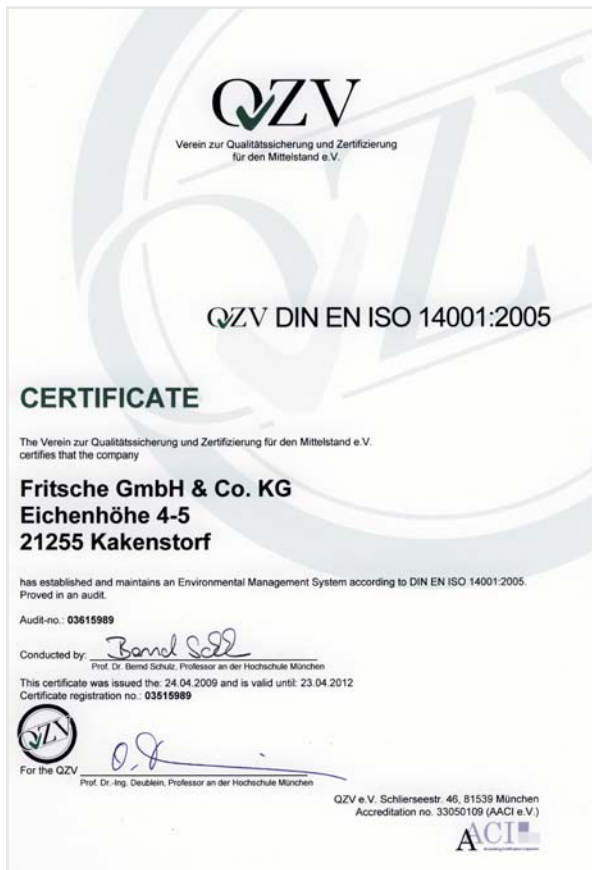 QZV
Verein zur Qualitätssicherung und Zertifizierung
für den Mittelstand e.V.
QZV DIN EN ISO 14001:2005
CERTIFICATE
The Verein zur Qualitätssicherung und Zertifizierung für den Mittelstand e.V.
certifies that the company
Fritsche GmbH & Co. KG
Eichenhöhe 4-5
21255 Kakenstorf
has established and maintains an Environmental Management System according to DIN EN ISO 14001:2005.
Proved in an audit.
Audit-no.: 03615989
Conducted by:
Prof. Dr. Bernd Schulz, Professor an der Hochschule München
This certificate was issued the: 24.04.2009 and is valid until: 23.04.2012
Certificate registration no.: 03515989
QZV
For the QZV
Prof. Dr.-Ing. Deublein, Professor an der Hochschule München
QZV e.V. Schlierseestr. 46, 81539 München
Accreditation no. 33050109 (AACI e.V.)
AACI